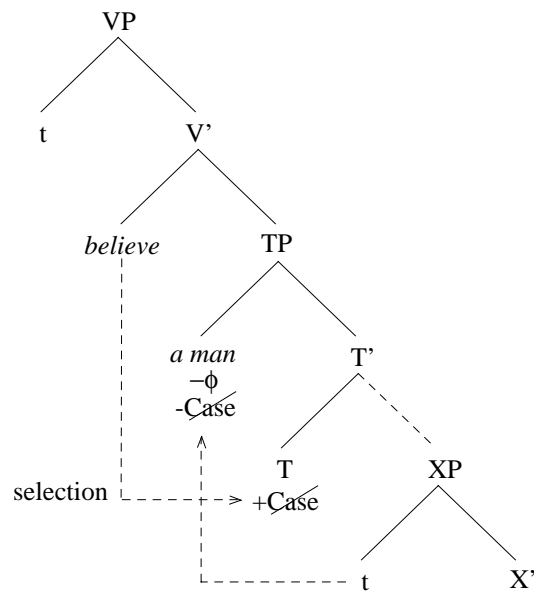 VP
t V'
believe TP
a man T'
−ϕ
-Case
T XP
selection +Case
t X'